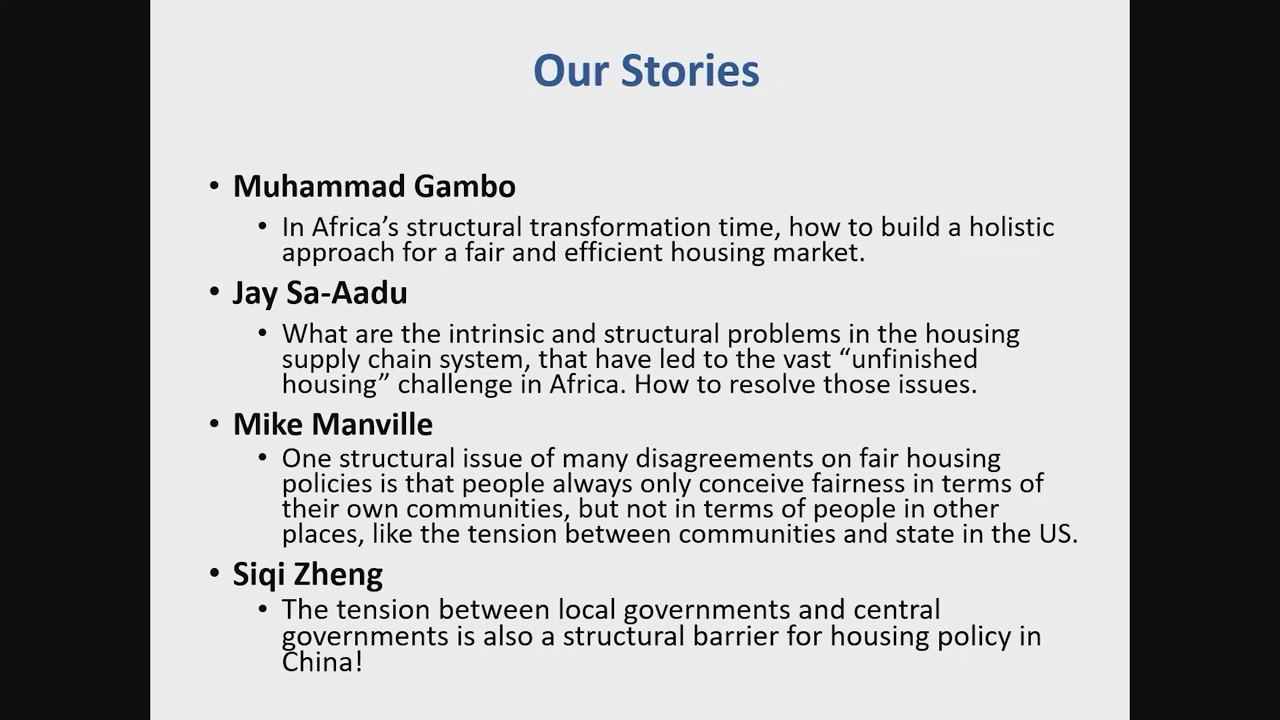 Our Stories
• Muhammad Gambo
• In Africa’s structural transformation time, how to build a holistic
approach for a fair and efficient housing market.
• Jay Sa-Aadu
• What are the intrinsic and structural problems in the housing
supply chain system, that have led to the vast “unfinished
housing” challenge in Africa. How to resolve those issues.
• Mike Manville
• One structural issue of many disagreements on fair housing
policies is that people always only conceive fairness in terms of
their own communities, but not in terms of people in other
places, like the tension between communities and state in the US.
• Siqi Zheng
• The tension between local governments and central
governments is also a structural barrier for housing policy in
China!